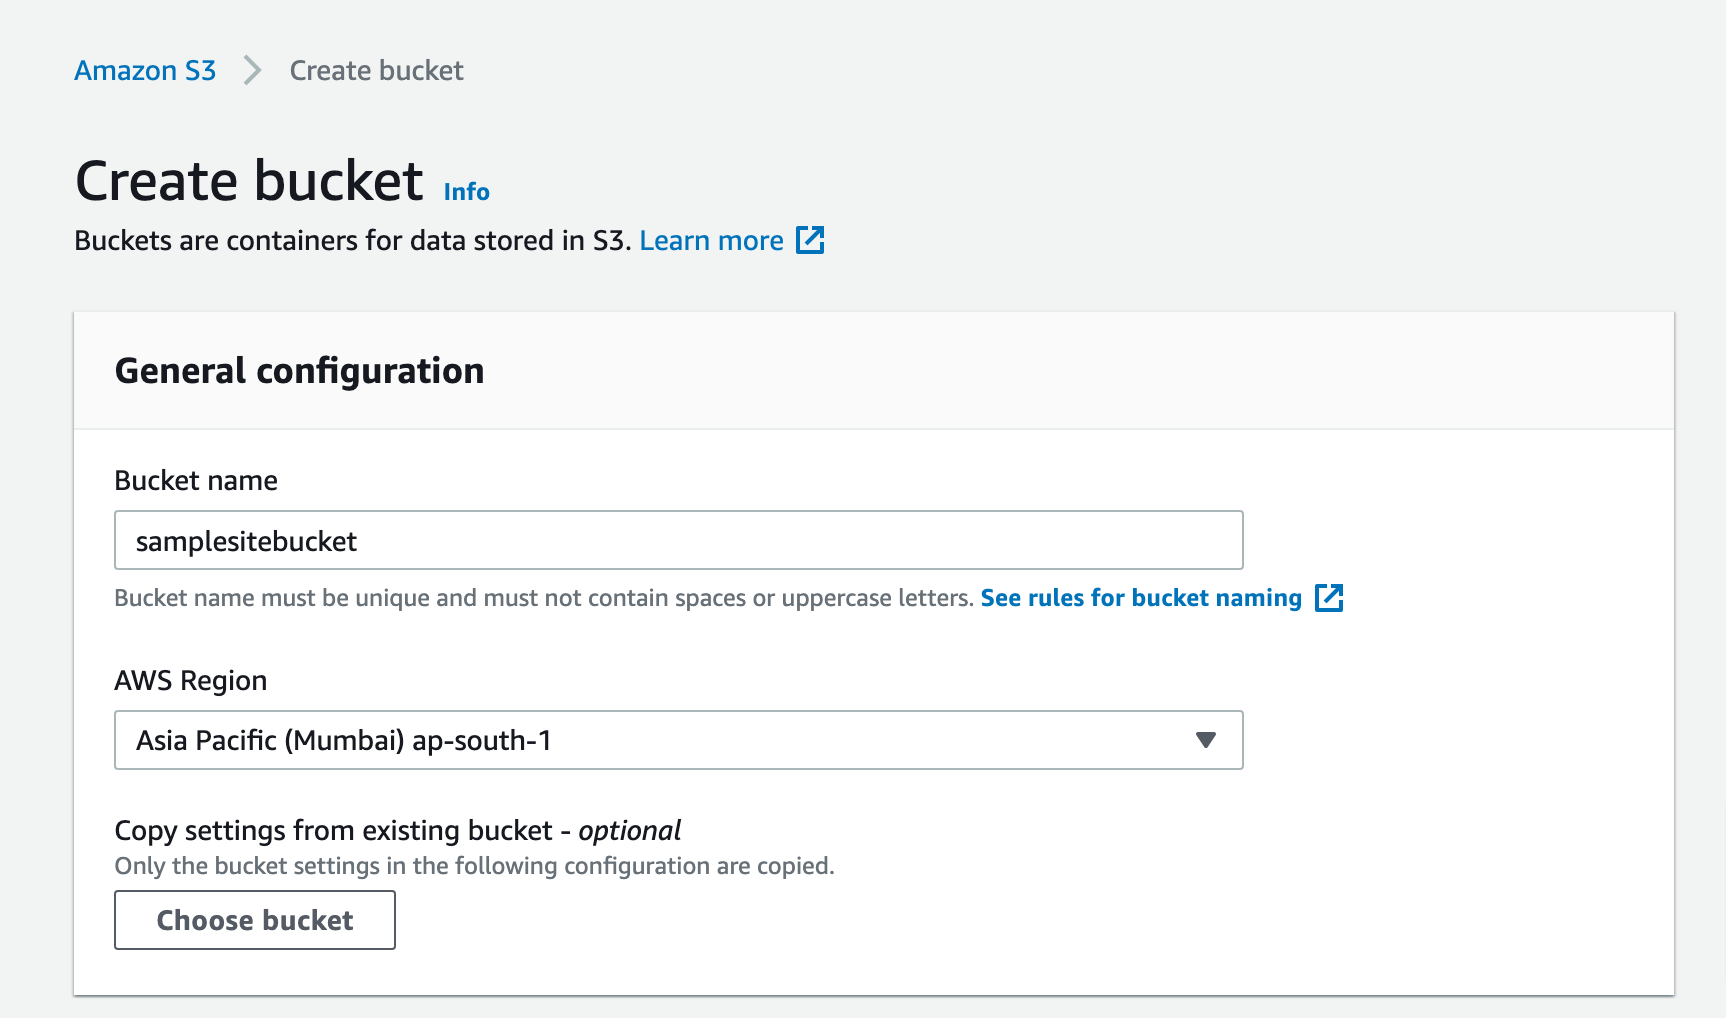 Amazon S3 Create bucket
Create bucket Info
Buckets are containers for data stored in S3. Learn more
General configuration
Bucket name
samplesitebucket
Bucket name must be unique and must not contain spaces or uppercase letters. See rules for bucket naming
AWS Region
Asia Pacific (Mumbai) ap-south-1
Copy settings from existing bucket - optional
Only the bucket settings in the following configuration are copied.
Choose bucket